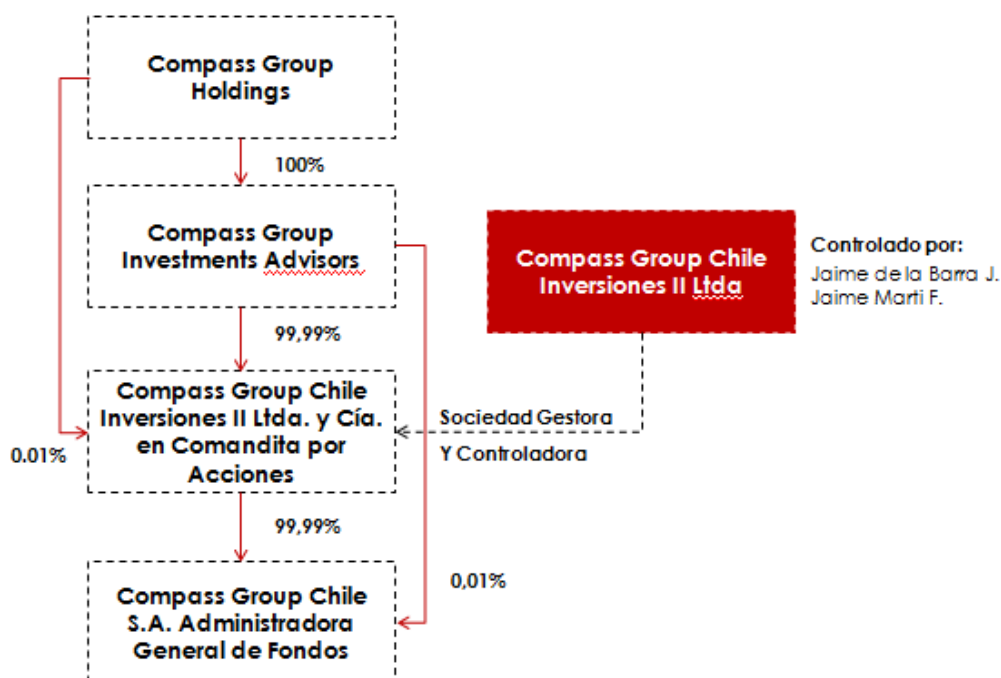 Compass Group
Holdings
100%
Compass Group
Investments Advisors
Compass Group Chile
Inversiones II Ltda
Controlado por:
Jaime de la Barra J.
Jaime Marti F.
99,99%
Compass Group Chile
Inversiones II Ltda. y Cía.
en Comandita por
Acciones
Sociedad Gestora
Y Controladora
0.01%
99,99%
0,01%
Compass Group Chile
S.A. Administradora
General de Fondos